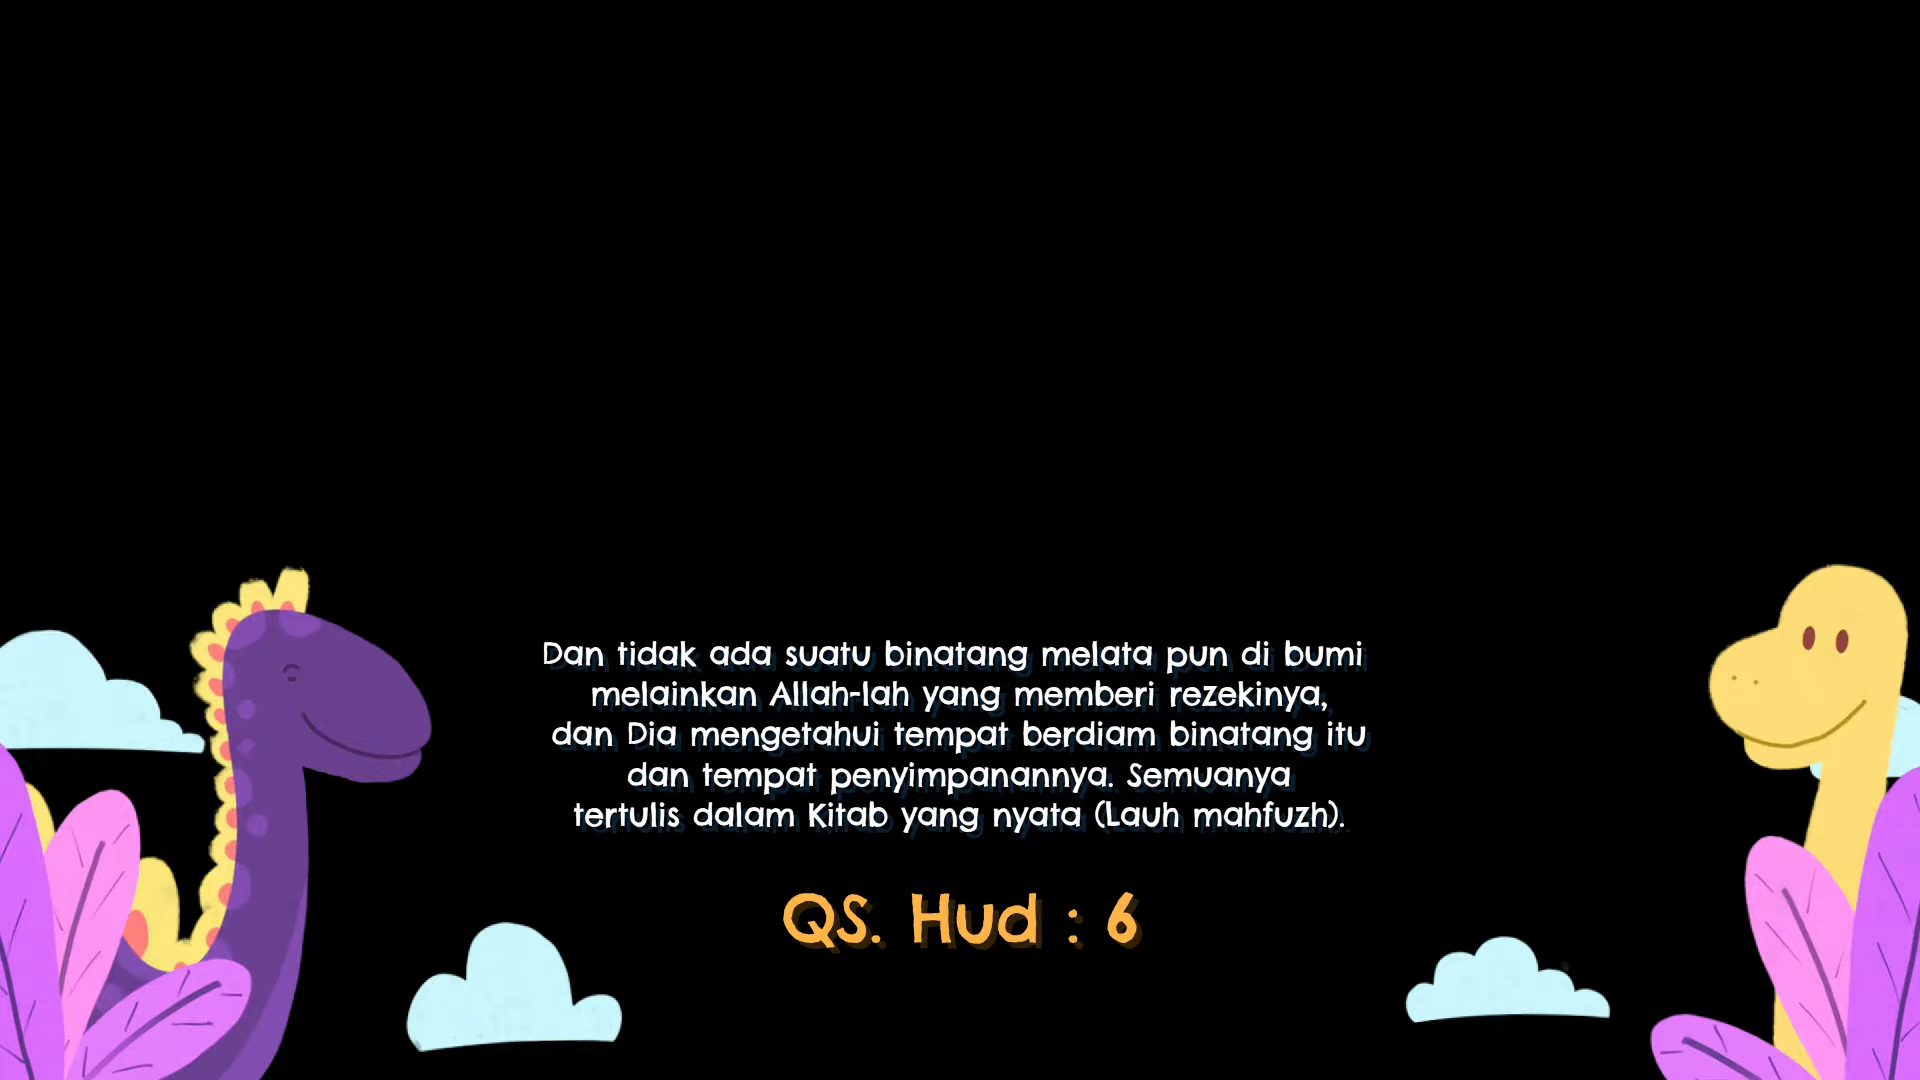 Dan tidak ada suatu binatang melata pun di bumi
melainkan Allah-lah yang memberi rezekinya,
dan Dia mengetahui tempat berdiam binatang itu
dan tempat penyimpanannya. Semuanya
tertulis dalam Kitab yang nyata (Lauh mahfuzh).
QS. Hud : 6